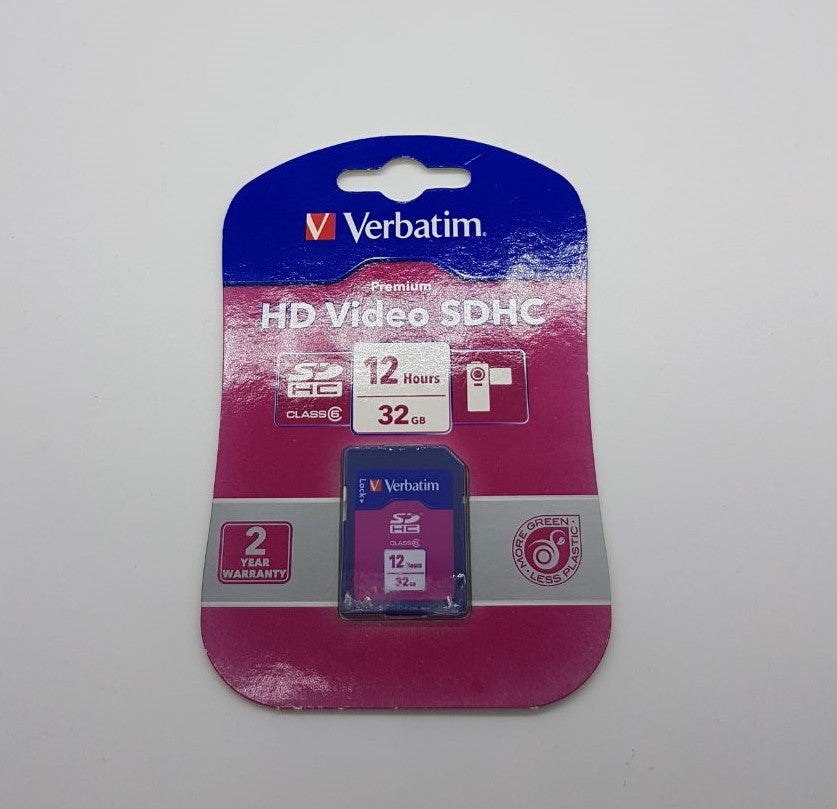 Verbatim
Premium
HD Video SDHC
SD
HC
CLASS 6
12 Hours
32 GB
Lock
Verbatim
SD
HC
CLASS 6
12 Hours
32 GB
2
YEAR
WARRANTY
MORE GREEN
LESS PLASTIC